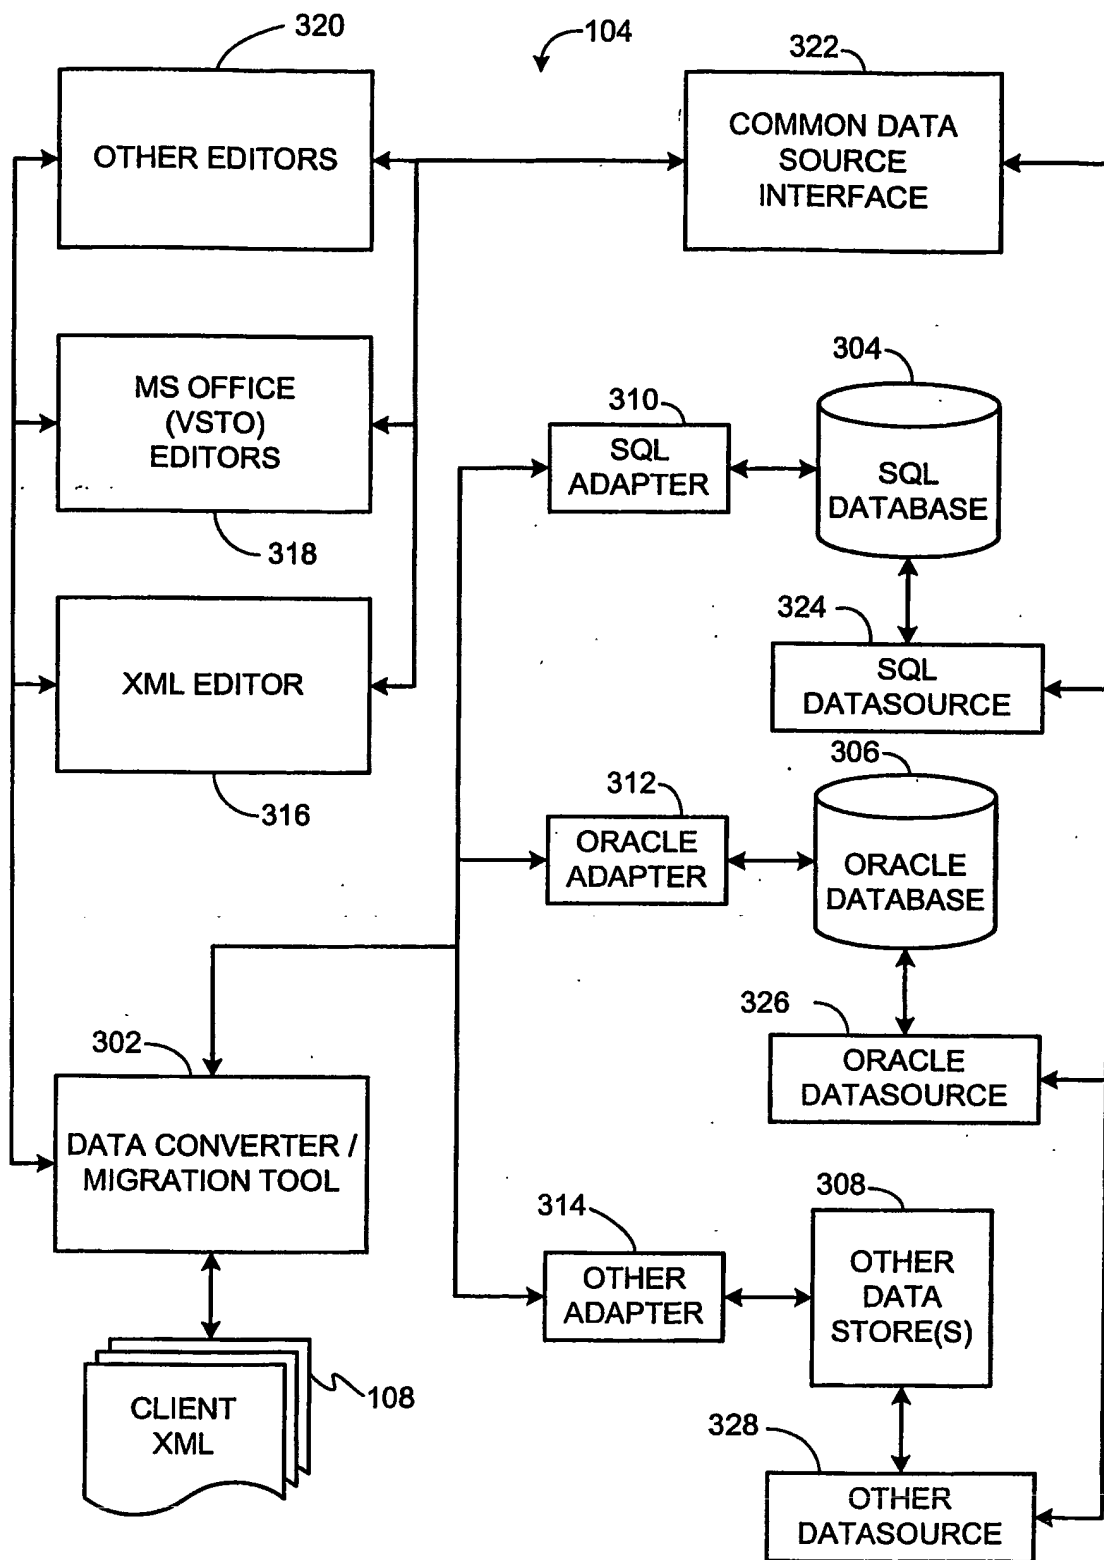 320
104
322
OTHER EDITORS
COMMON DATA
SOURCE
INTERFACE
MS OFFICE
(VSTO)
EDITORS
318
310
SQL
ADAPTER
304
SQL
DATABASE
324
SQL
DATASOURCE
XML EDITOR
316
312
ORACLE
ADAPTER
306
ORACLE
DATABASE
326
ORACLE
DATASOURCE
302
DATA CONVERTER /
MIGRATION TOOL
314
OTHER
ADAPTER
308
OTHER
DATA
STORE(S)
CLIENT
XML
108
328
OTHER
DATASOURCE